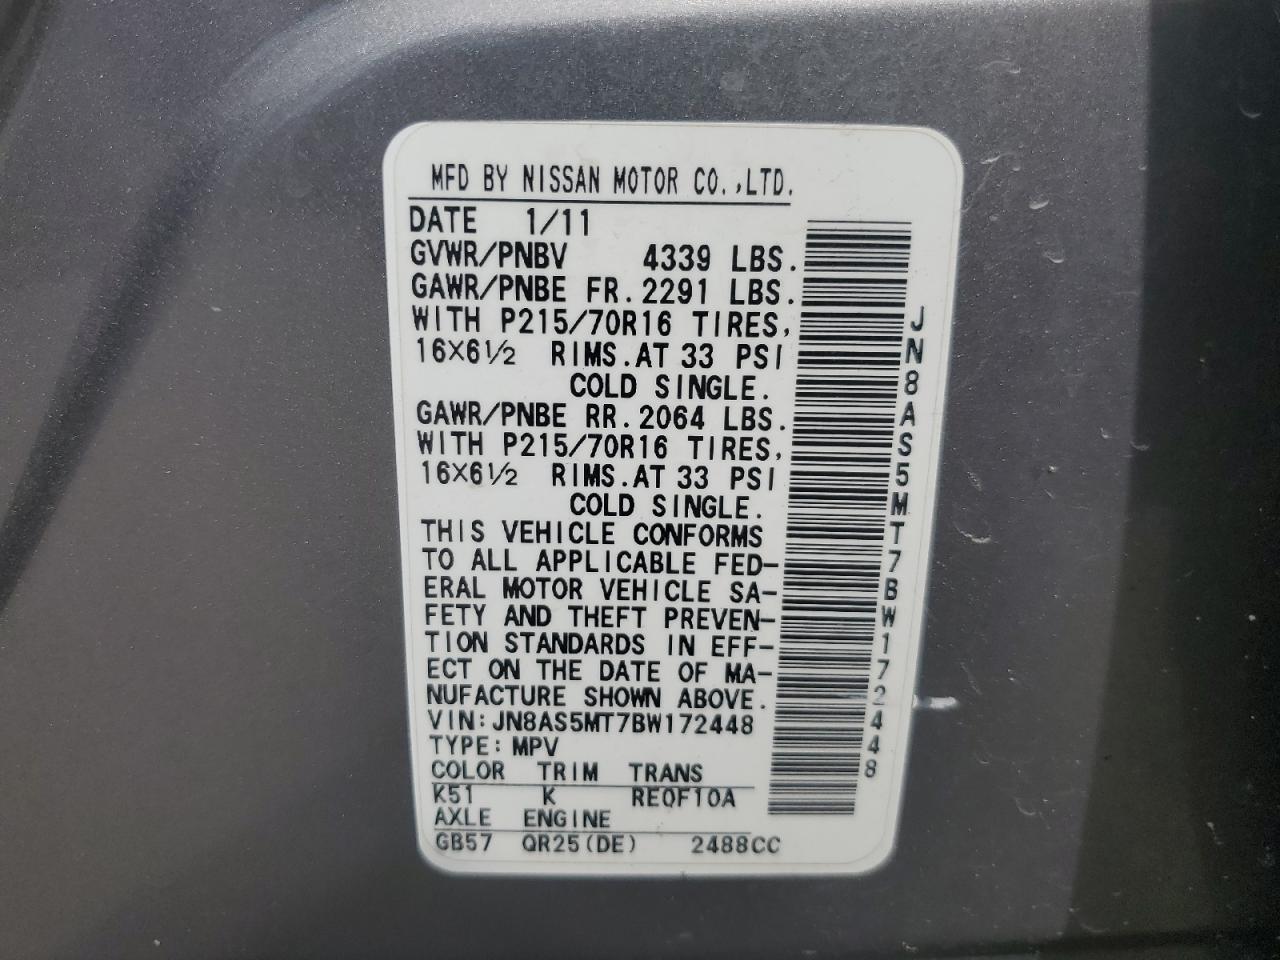 MFD BY NISSAN MOTOR CO.,LTD.
DATE 1/11
GVWR/PNBV 4339 LBS.
GAWR/PNBE FR.2291 LBS.
WITH P215/70R16 TIRES,
16X6½ RIMS.AT 33 PSI
COLD SINGLE.
GAWR/PNBE RR.2064 LBS.
WITH P215/70R16 TIRES,
16X6½ RIMS.AT 33 PSI
COLD SINGLE.
THIS VEHICLE CONFORMS
TO ALL APPLICABLE FED-
ERAL MOTOR VEHICLE SA-
FETY AND THEFT PREVEN-
TION STANDARDS IN EFF-
ECT ON THE DATE OF MA-
NUFACTURE SHOWN ABOVE.
VIN:JN8AS5MT7BW172448
TYPE:MPV
COLOR TRIM TRANS
K51 K RE0F10A
AXLE ENGINE
GB57 QR25(DE) 2488CC
JN8AS5MT7BW172448